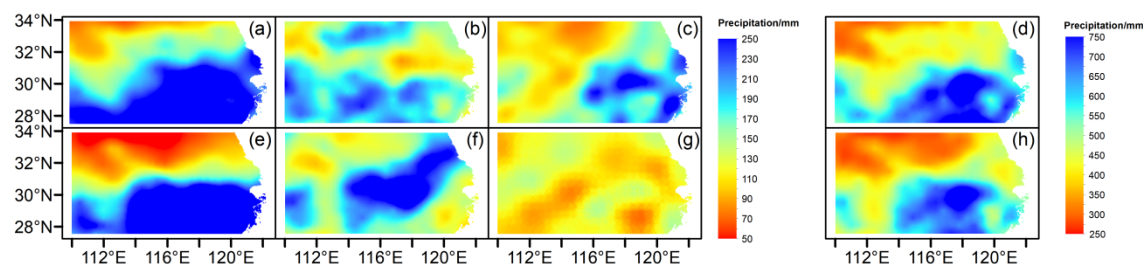 34°N (a) (b) (c) Precipitation/mm (d) Precipitation/mm
32°N 250 750
30°N 230 700
28°N 210 650
34°N (e) (f) (g) 190 (h) 600
32°N 170 550
30°N 150 500
28°N 130 450
110 400
90 350
70 300
50 250
112°E 116°E 120°E 112°E 116°E 120°E 112°E 116°E 120°E 112°E 116°E 120°E